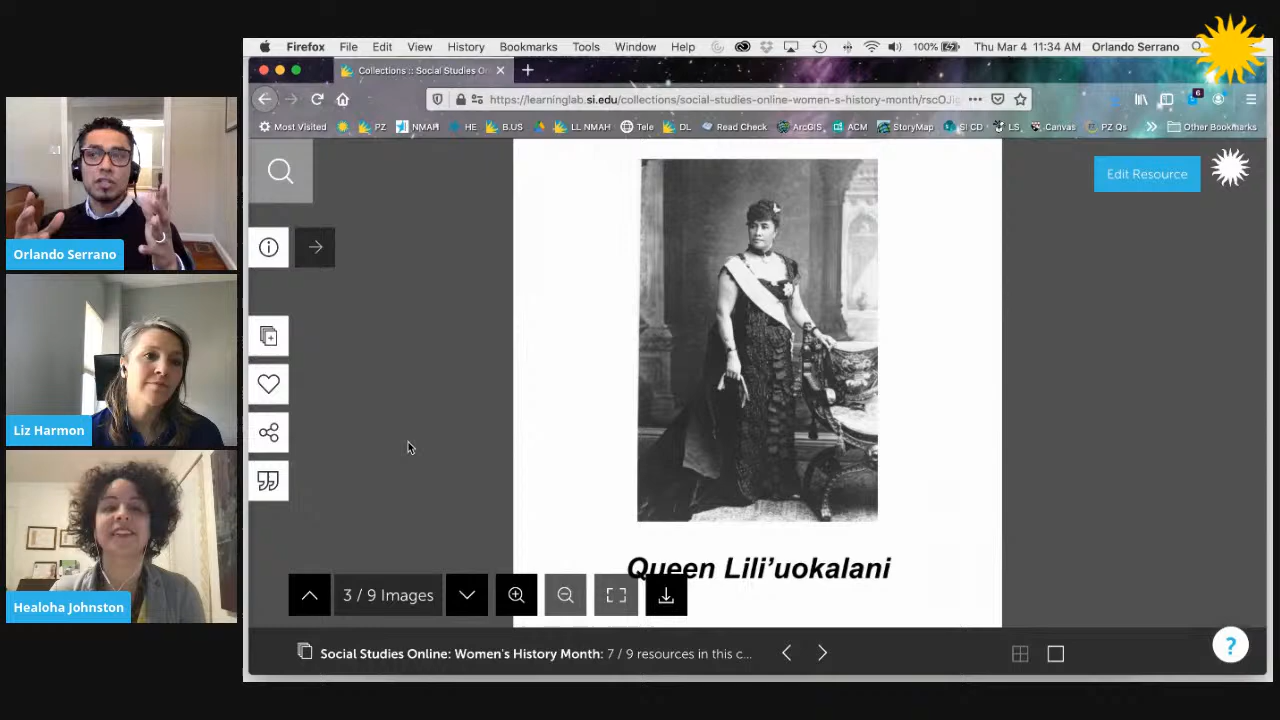 Firefox File Edit View History Bookmarks Tools Window Help 100% Thu Mar 4 11:34 AM Orlando Serrano
Collections :: Social Studies On
https://learninglab.si.edu/collections/social-studies-online-women-s-history-month/
6
Most Visited PZ NMAH HE B.US LL NMAH Tele DL Read Check ArcGIS ACM StoryMap SI CD LS Canvas PZ Qs Other Bookmarks
Edit Resource
Orlando Serrano
Liz Harmon
Healoha Johnston
Queen Lili’uokalani
3 / 9 Images
Social Studies Online: Women's History Month: 7 / 9 resources in this c...
?